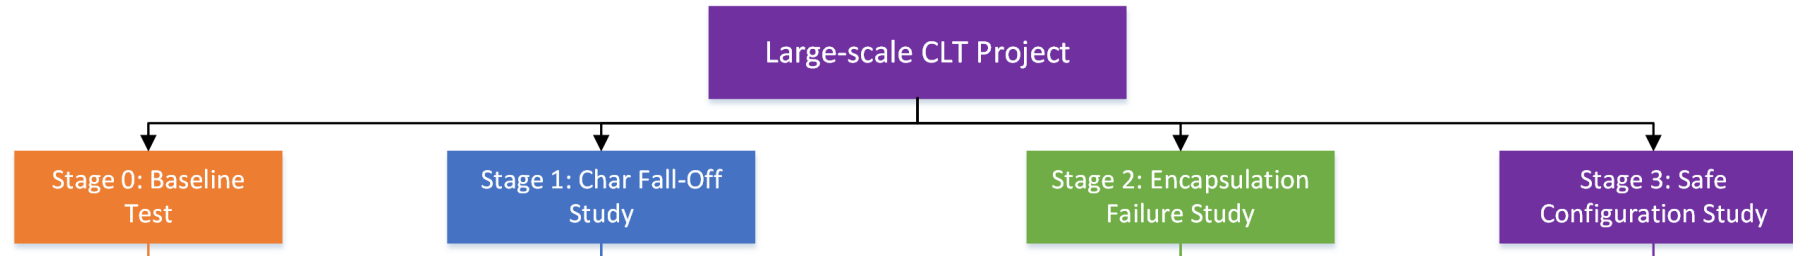 Large-scale CLT Project
Stage 0: Baseline
Test
Stage 1: Char Fall-Off
Study
Stage 2: Encapsulation
Failure Study
Stage 3: Safe
Configuration Study